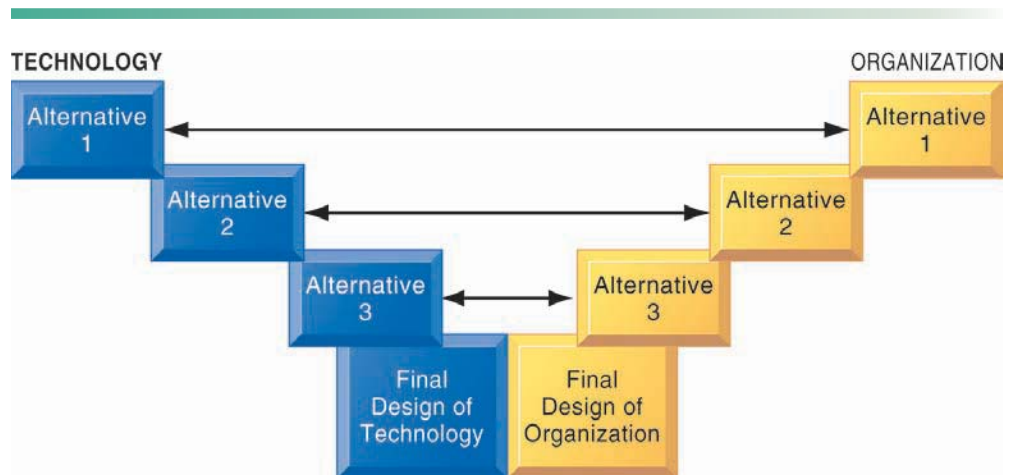 TECHNOLOGY
ORGANIZATION
Alternative
1
Alternative
1
Alternative
2
Alternative
2
Alternative
3
Alternative
3
Final
Design of
Technology
Final
Design of
Organization